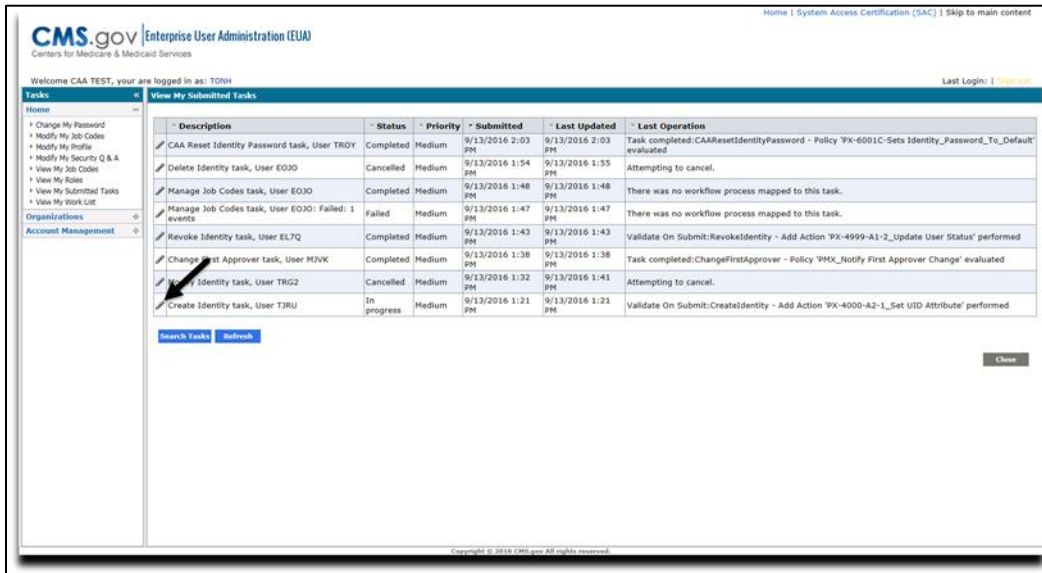 Home | System Access Certification (SAC) | Skip to main content
CMS.gov Enterprise User Administration (EUA)
Centers for Medicare & Medicaid Services
Welcome CAA TEST, your are logged in as: TONH
Last Login: | Sign out
Tasks
View My Submitted Tasks
Home
Change My Password
Modify My Job Codes
Modify My Profile
Modify My Security Q & A
View My Job Codes
View My Roles
View My Submitted Tasks
View My Work List
Organizations
Account Management
Description Status Priority Submitted Last Updated Last Operation
CAA Reset Identity Password task, User TROY Completed Medium 9/13/2016 2:03 PM 9/13/2016 2:03 PM Task completed:CAAResetIdentityPassword - Policy 'PX-6001C-Sets Identity_Password_To_Default' evaluated
Delete Identity task, User EOJO Cancelled Medium 9/13/2016 1:54 PM 9/13/2016 1:55 PM Attempting to cancel.
Manage Job Codes task, User EOJO Completed Medium 9/13/2016 1:48 PM 9/13/2016 1:48 PM There was no workflow process mapped to this task.
Manage Job Codes task, User EOJO: Failed: 1 events Failed Medium 9/13/2016 1:47 PM 9/13/2016 1:47 PM There was no workflow process mapped to this task.
Revoke Identity task, User EL7Q Completed Medium 9/13/2016 1:43 PM 9/13/2016 1:43 PM Validate On Submit:RevokeIdentity - Add Action 'PX-4999-A1-2_Update User Status' performed
Change First Approver task, User MJVK Completed Medium 9/13/2016 1:38 PM 9/13/2016 1:38 PM Task completed:ChangeFirstApprover - Policy 'PMX_Notify First Approver Change' evaluated
Identity task, User TRG2 Cancelled Medium 9/13/2016 1:32 PM 9/13/2016 1:41 PM Attempting to cancel.
Create Identity task, User TJRU In progress Medium 9/13/2016 1:21 PM 9/13/2016 1:21 PM Validate On Submit:CreateIdentity - Add Action 'PX-4000-A2-1_Set UID Attribute' performed
Search Tasks Refresh
Close
Copyright © 2016 CMS.gov All rights reserved.